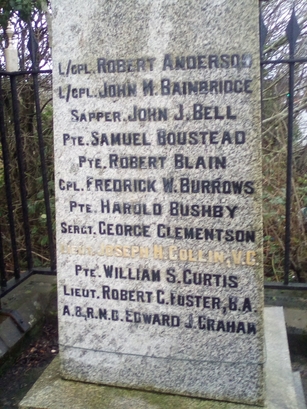 L/CPL. ROBERT ANDERSON
L/CPL. JOHN M. BAINBRIDGE
SAPPER. JOHN J. BELL
PTE. SAMUEL BOUSTEAD
PTE. ROBERT BLAIN
CPL. FREDRICK W. BURROWS
PTE. HAROLD BUSHBY
SERGT. GEORGE CLEMENTSON
JOSEPH H. COLLIN, V.C.
PTE. WILLIAM S. CURTIS
LIEUT. ROBERT C. FOSTER, B.A.
A.B., R.N.D. EDWARD J. GRAHAM